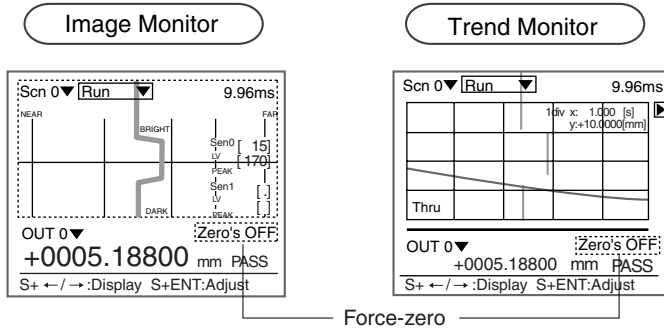 Image Monitor
Scn 0▼ Run ▼ 9.96ms
NEAR FAR
BRIGHT
Sen0 [ 15]
LV [ 170]
PEAK
Sen1 [ . ]
LV [ . ]
PEAK
DARK
OUT 0▼ Zero's OFF
+0005.18800 mm PASS
S+ ←/→ :Display S+ENT:Adjust
Trend Monitor
Scn 0▼ Run ▼ 9.96ms
1div x: 1.000 [s]
y:+10.0000[mm]
Thru
OUT 0▼ Zero's OFF
+0005.18800 mm PASS
S+ ←/→ :Display S+ENT:Adjust
Force-zero